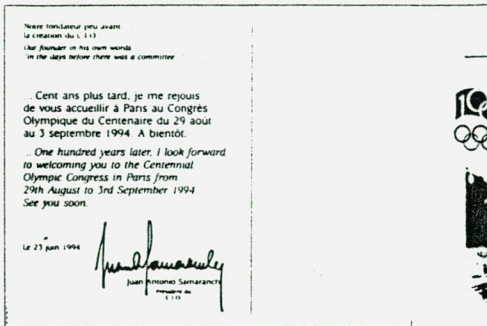 Notre fondateur peu avant
la création du C I O
Our founder in his own words
"in the days before there was a committee"
... Cent ans plus tard, je me réjouis
de vous accueillir à Paris au Congrès
Olympique du Centenaire du 29 août
au 3 septembre 1994. A bientôt.
... One hundred years later, I look forward
to welcoming you to the Centennial
Olympic Congress in Paris from
29th August to 3rd September 1994
See you soon.
Le 23 juin 1994
Juan Antonio Samaranch
Président du
C I O